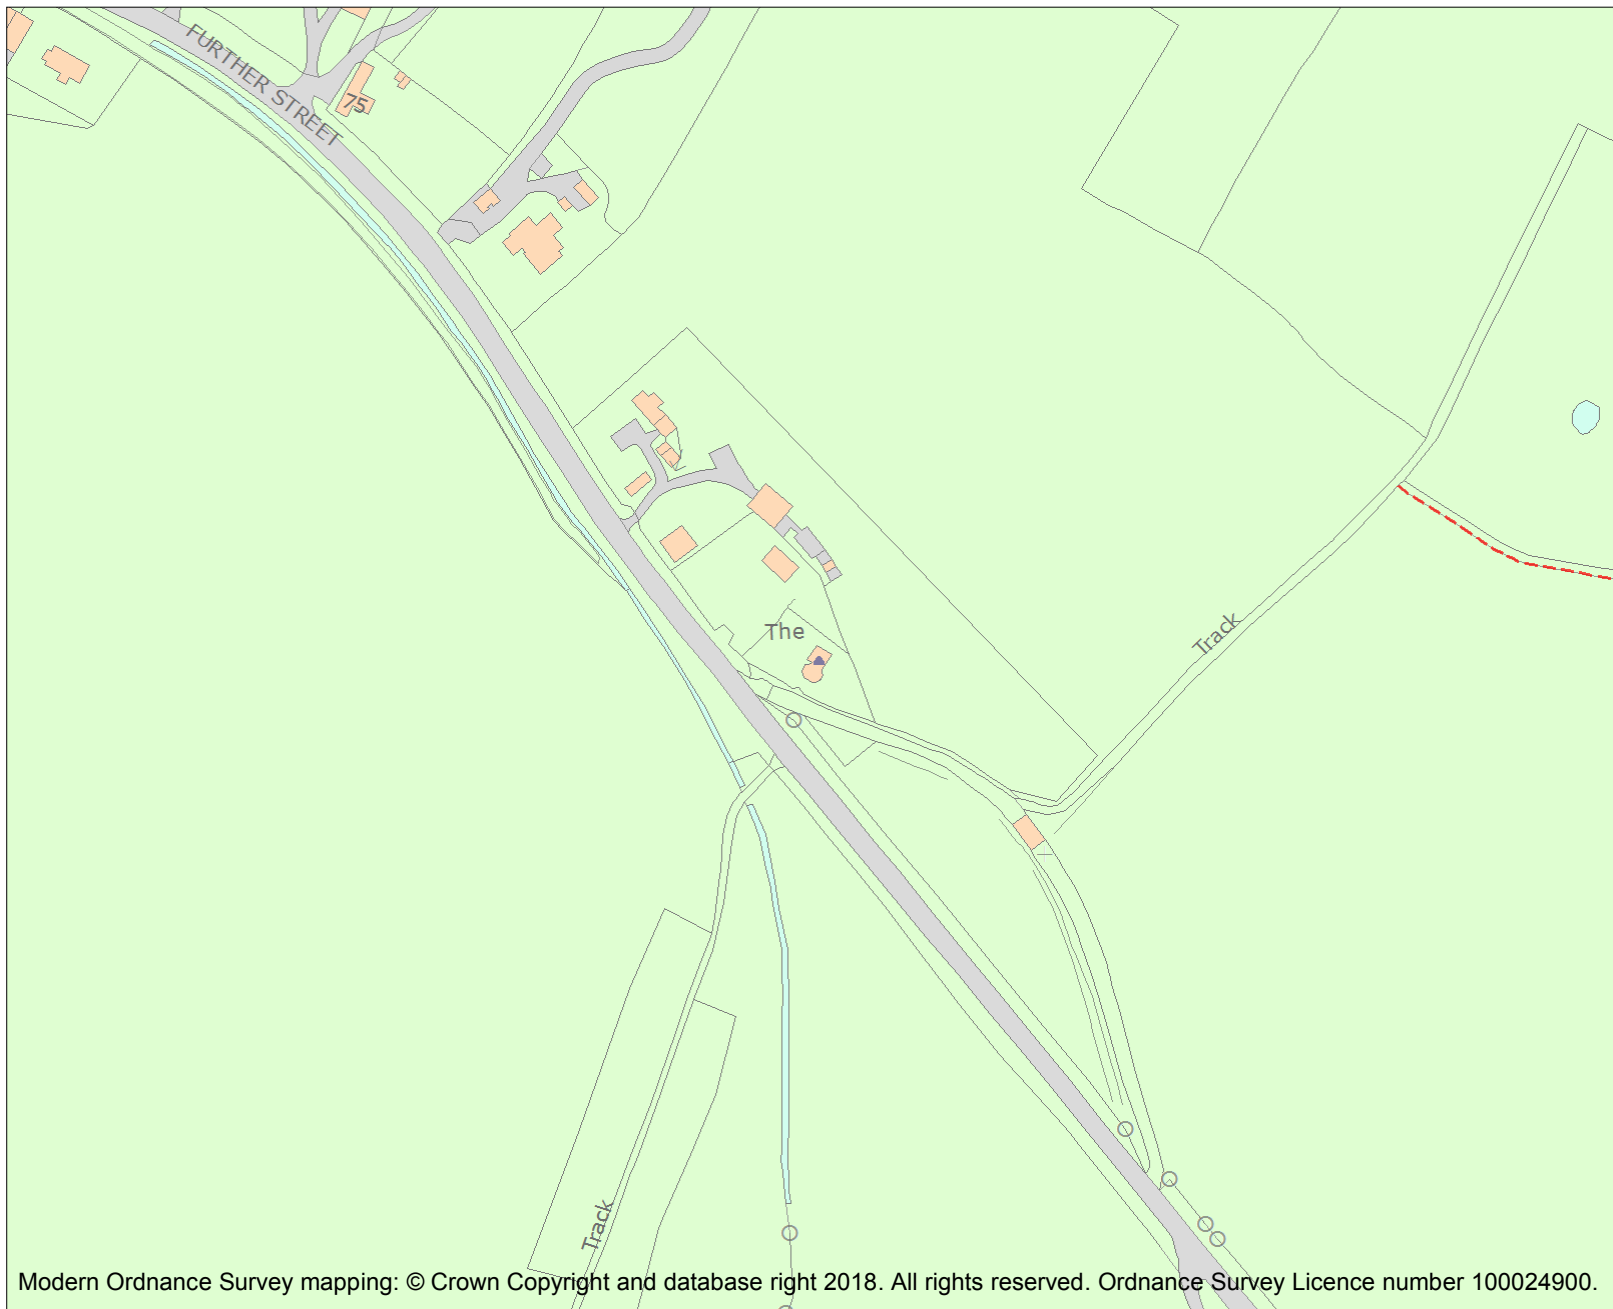 FURTHER STREET
75
The
Track
Track
Modern Ordnance Survey mapping: © Crown Copyright and database right 2018. All rights reserved. Ordnance Survey Licence number 100024900.